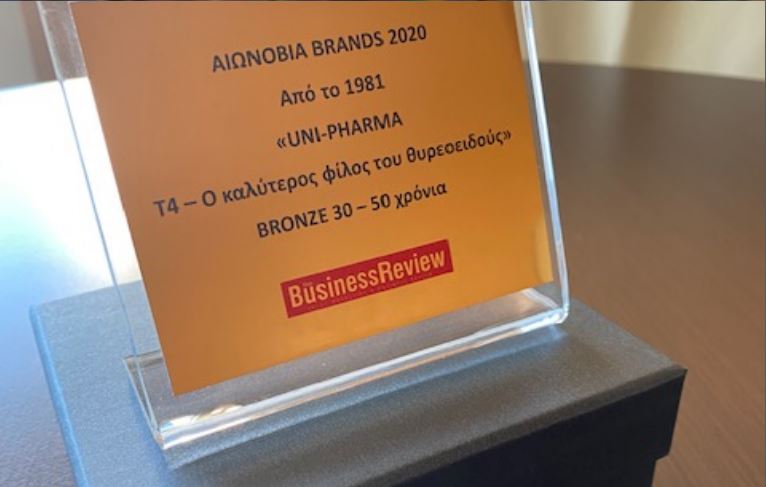 ΑΙΩΝΟΒΙΑ BRANDS 2020
Από το 1981
«UNI-PHARMA
T4 – Ο καλύτερος φίλος του θυρεοειδούς»
BRONZE 30 – 50 χρόνια
BusinessReview